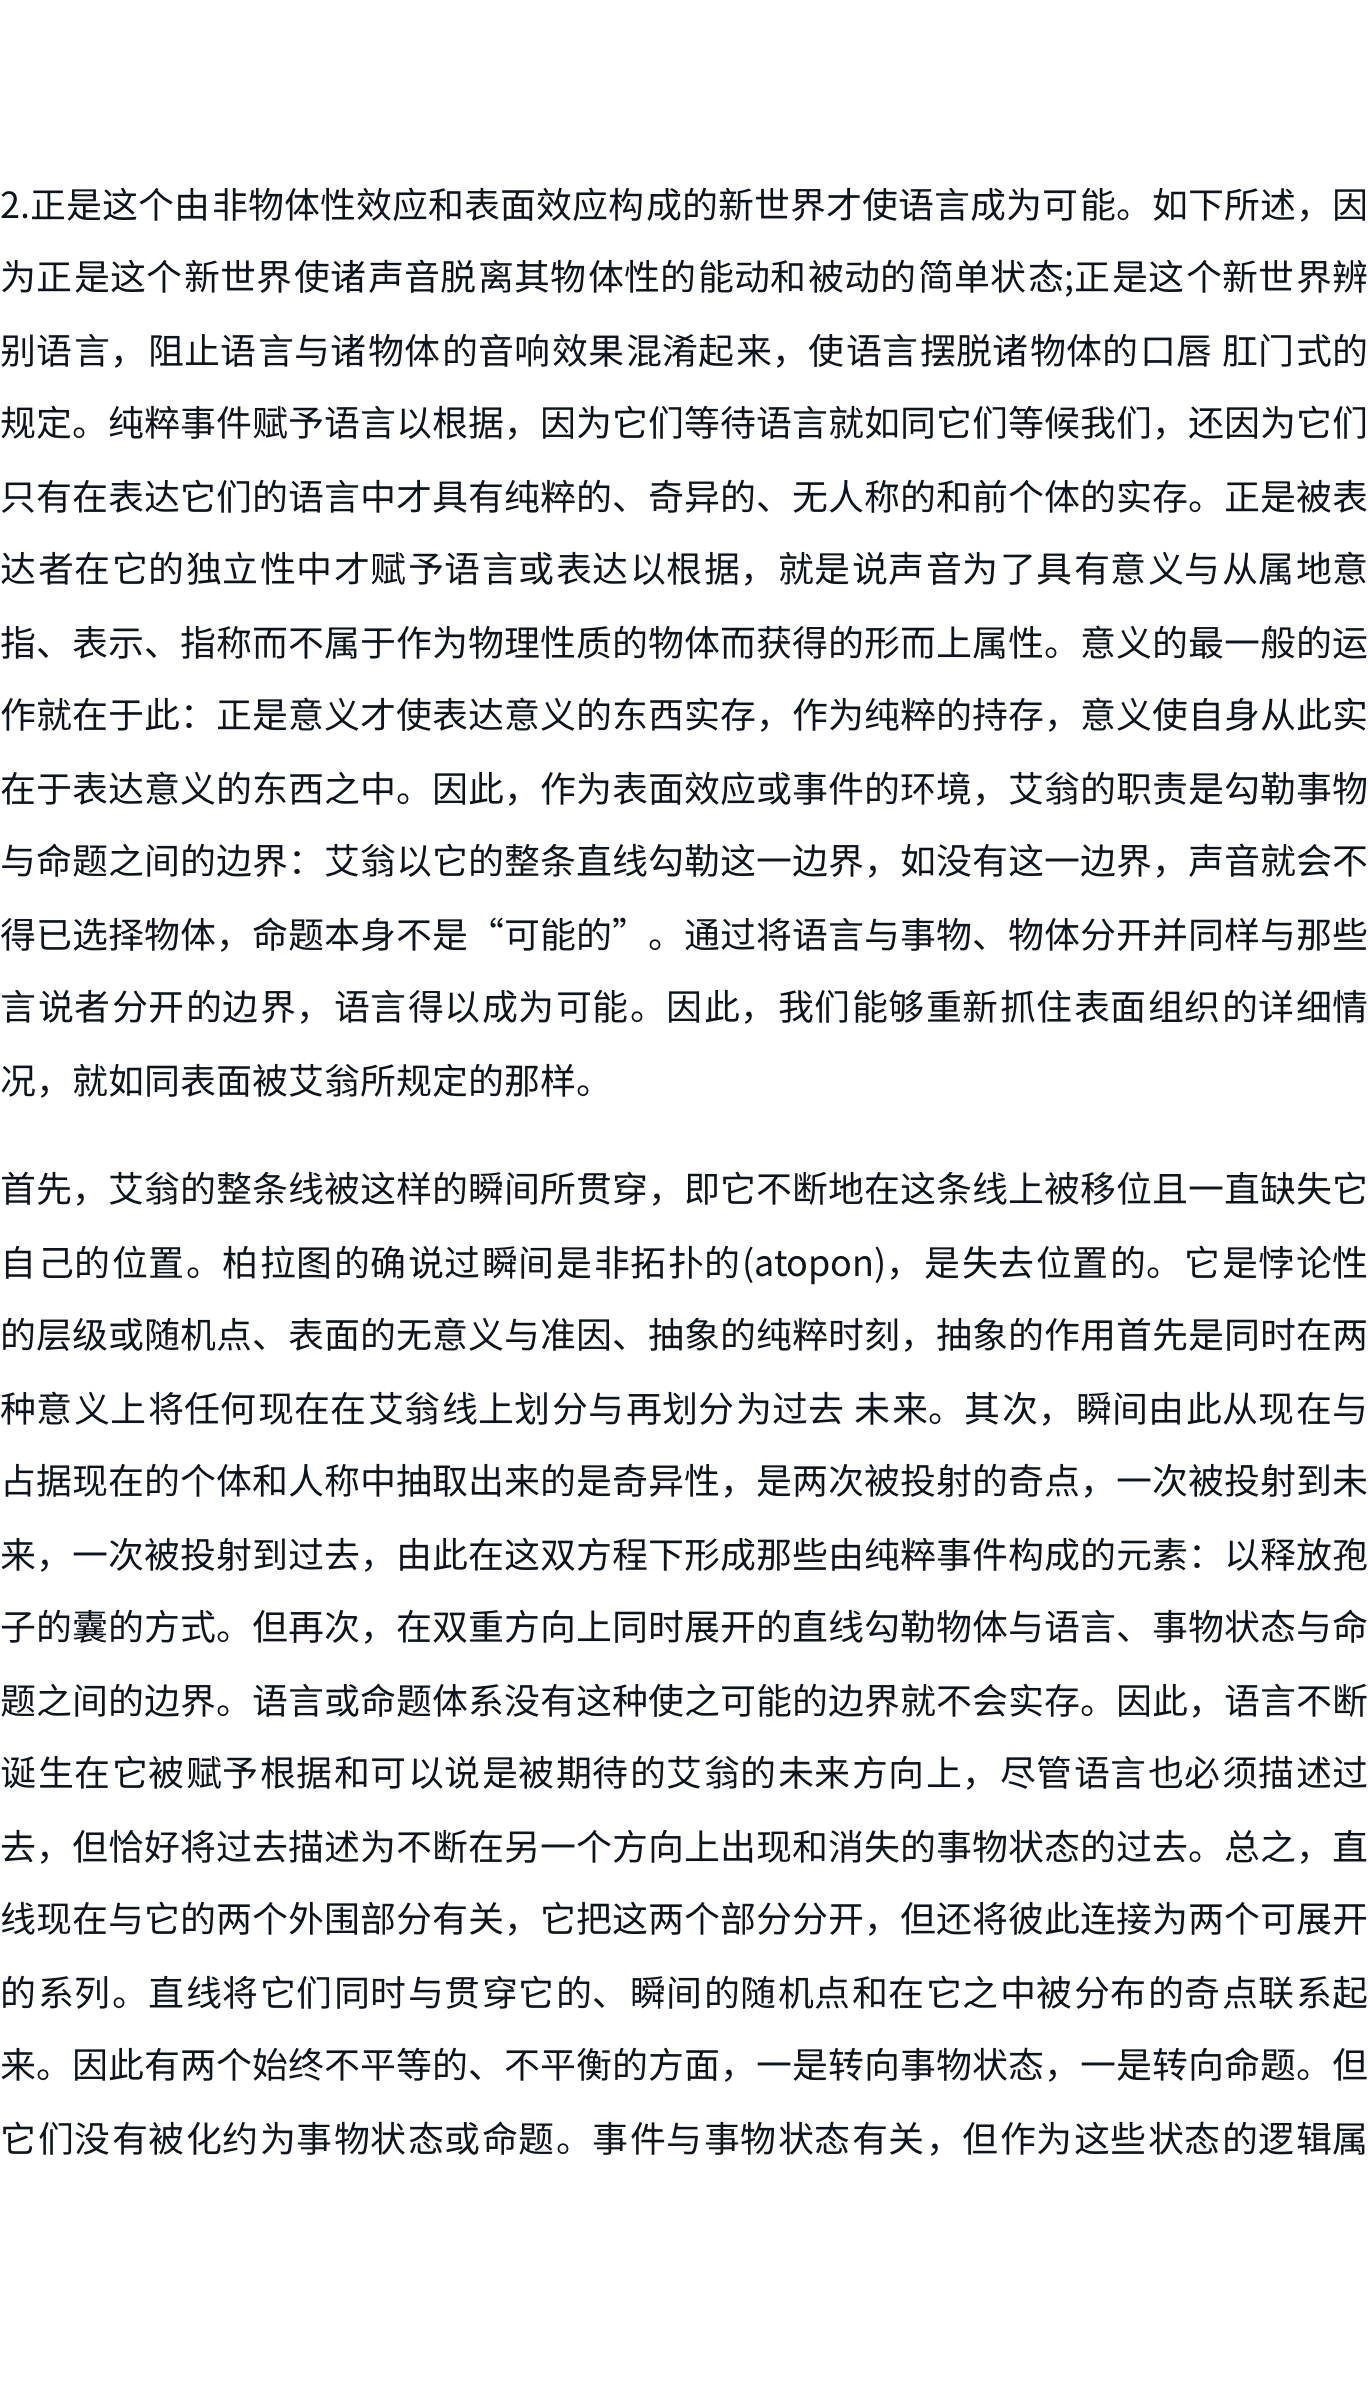 2.正是这个由非物体性效应和表面效应构成的新世界才使语言成为可能。如下所述，因
为正是这个新世界使诸声音脱离其物体性的能动和被动的简单状态;正是这个新世界辨
别语言，阻止语言与诸物体的音响效果混淆起来，使语言摆脱诸物体的口唇 肛门式的
规定。纯粹事件赋予语言以根据，因为它们等待语言就如同它们等候我们，还因为它们
只有在表达它们的语言中才具有纯粹的、奇异的、无人称的和前个体的实存。正是被表
达者在它的独立性中才赋予语言或表达以根据，就是说声音为了具有意义与从属地意
指、表示、指称而不属于作为物理性质的物体而获得的形而上属性。意义的最一般的运
作就在于此：正是意义才使表达意义的东西实存，作为纯粹的持存，意义使自身从此实
在于表达意义的东西之中。因此，作为表面效应或事件的环境，艾翁的职责是勾勒事物
与命题之间的边界：艾翁以它的整条直线勾勒这一边界，如没有这一边界，声音就会不
得已选择物体，命题本身不是“可能的”。通过将语言与事物、物体分开并同样与那些
言说者分开的边界，语言得以成为可能。因此，我们能够重新抓住表面组织的详细情
况，就如同表面被艾翁所规定的那样。
首先，艾翁的整条线被这样的瞬间所贯穿，即它不断地在这条线上被移位且一直缺失它
自己的位置。柏拉图的确说过瞬间是非拓扑的(atopon)，是失去位置的。它是悖论性
的层级或随机点、表面的无意义与准因、抽象的纯粹时刻，抽象的作用首先是同时在两
种意义上将任何现在在艾翁线上划分与再划分为过去 未来。其次，瞬间由此从现在与
占据现在的个体和人称中抽取出来的是奇异性，是两次被投射的奇点，一次被投射到未
来，一次被投射到过去，由此在这双方程下形成那些由纯粹事件构成的元素：以释放孢
子的囊的方式。但再次，在双重方向上同时展开的直线勾勒物体与语言、事物状态与命
题之间的边界。语言或命题体系没有这种使之可能的边界就不会实存。因此，语言不断
诞生在它被赋予根据和可以说是被期待的艾翁的未来方向上，尽管语言也必须描述过
去，但恰好将过去描述为不断在另一个方向上出现和消失的事物状态的过去。总之，直
线现在与它的两个外围部分有关，它把这两个部分分开，但还将彼此连接为两个可展开
的系列。直线将它们同时与贯穿它的、瞬间的随机点和在它之中被分布的奇点联系起
来。因此有两个始终不平等的、不平衡的方面，一是转向事物状态，一是转向命题。但
它们没有被化约为事物状态或命题。事件与事物状态有关，但作为这些状态的逻辑属